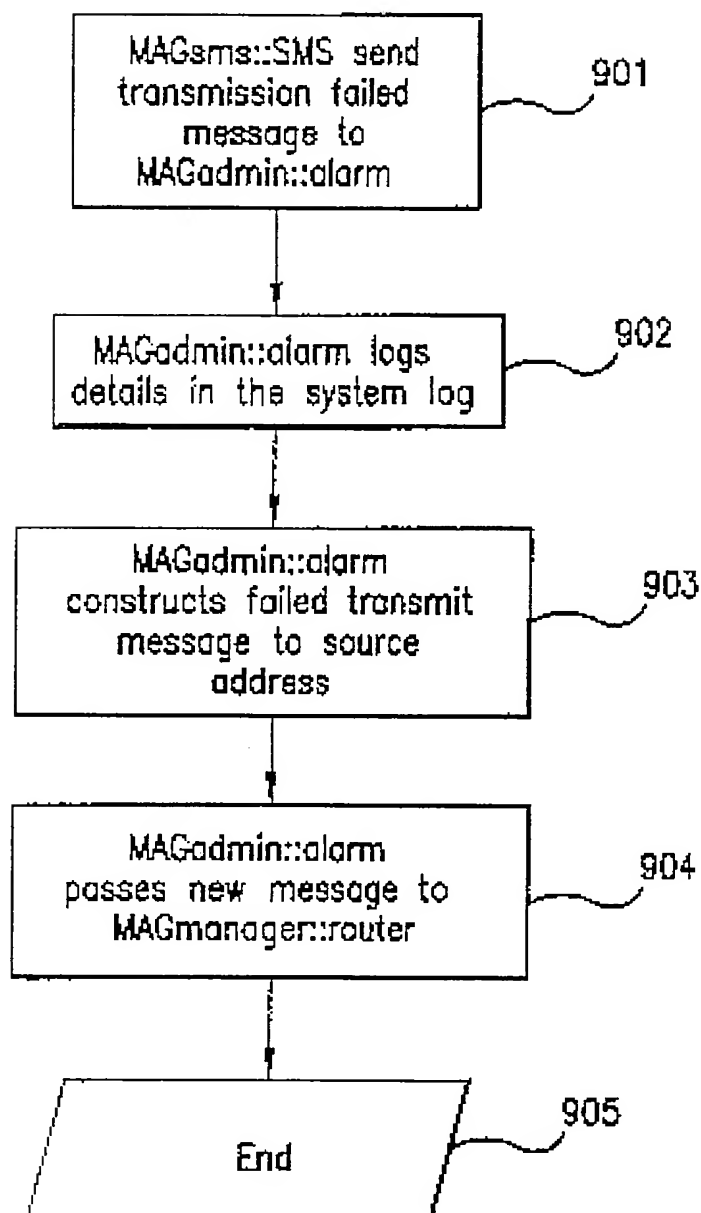 MAGsms::SMS send
transmission failed
message to
MAGadmin::alarm
901
MAGadmin::alarm logs
details in the system log
902
MAGadmin::alarm
constructs failed transmit
message to source
address
903
MAGadmin::alarm
passes new message to
MAGmanager::router
904
End
905